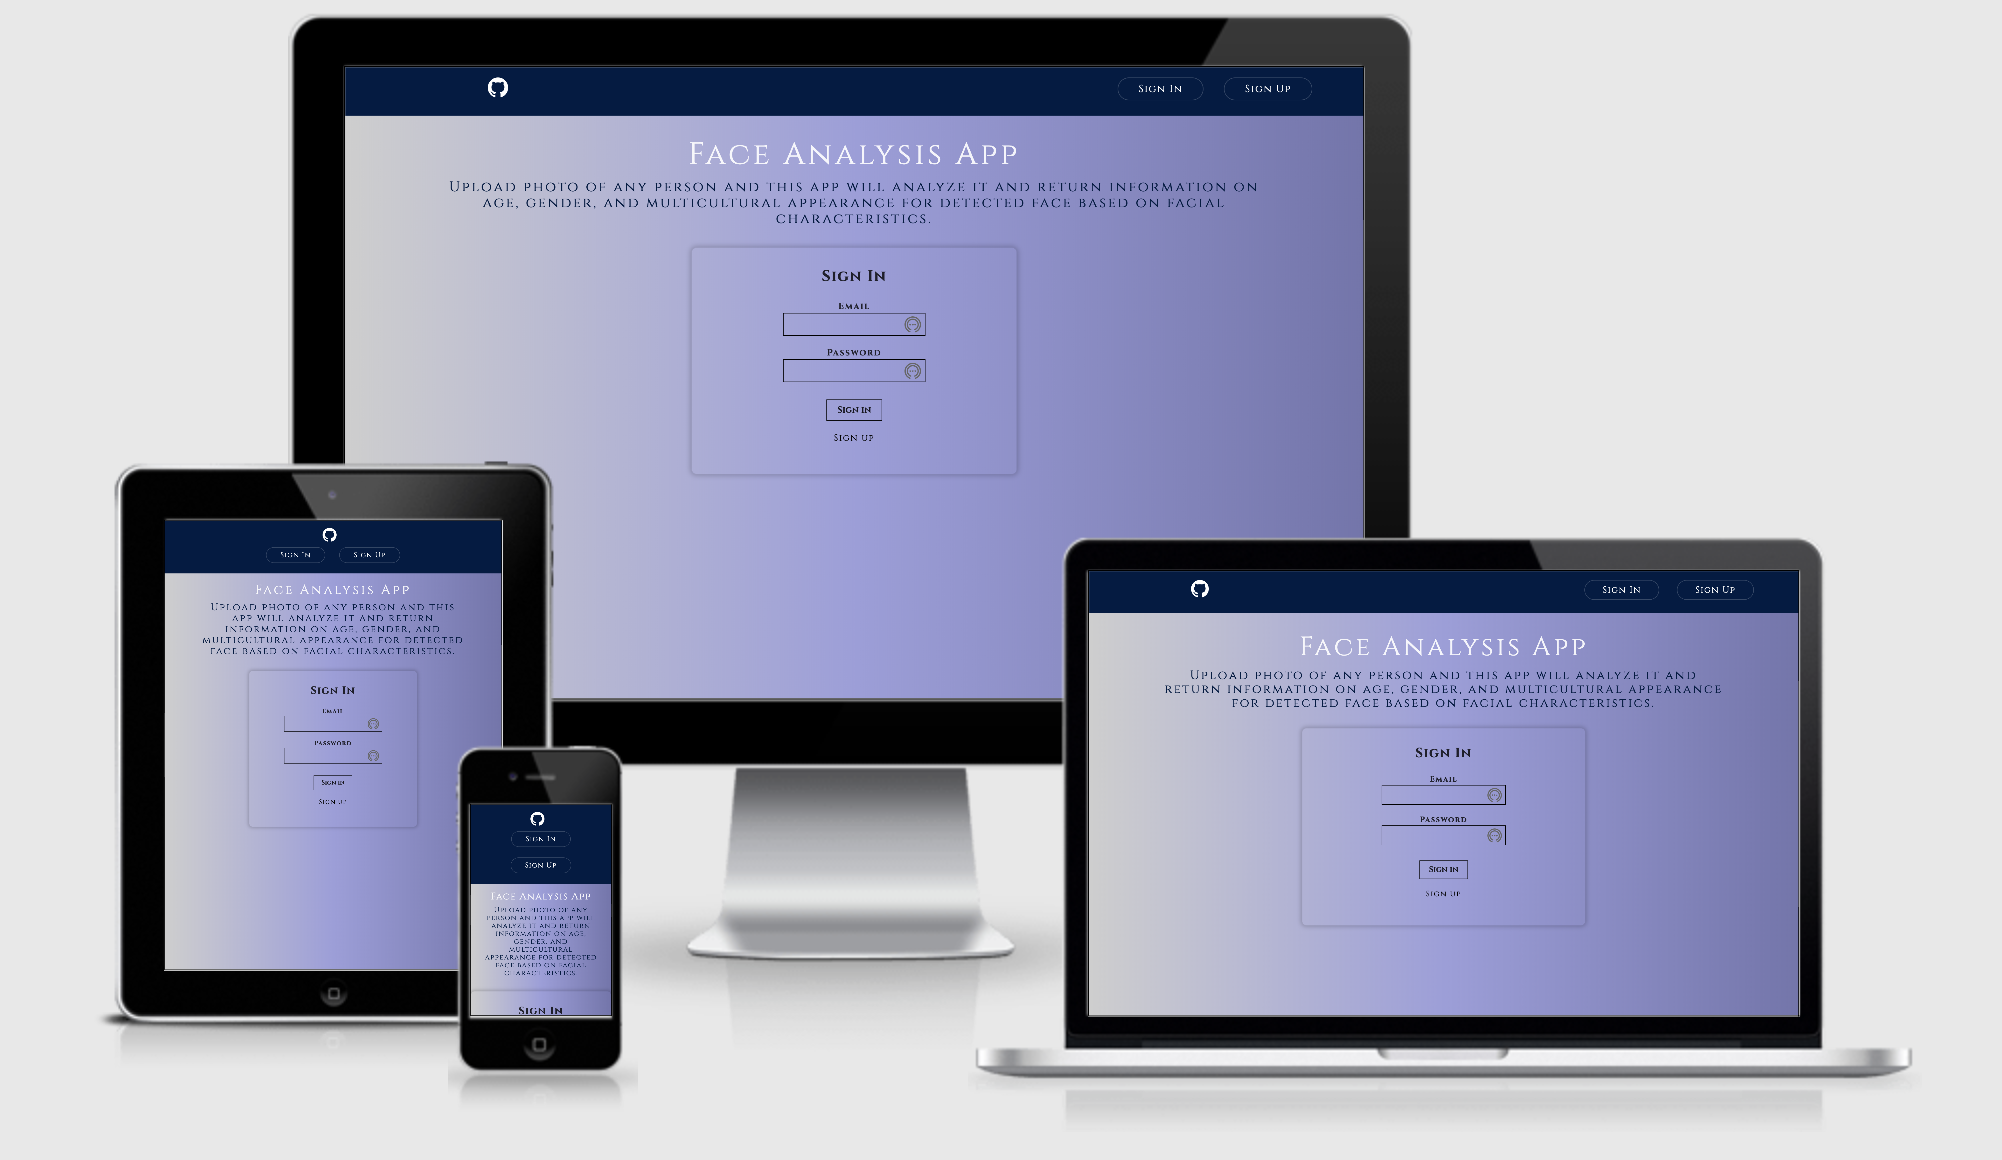 Sign In
Sign Up
Face Analysis App
Upload photo of any person and this app will analyze it and return information on
age, gender, and multicultural appearance for detected face based on facial
characteristics.
Sign In
Email
Password
Sign in
Sign up
Sign In
Sign Up
Face Analysis App
Upload photo of any person and this
app will analyze it and return
information on age, gender, and
multicultural appearance for detected
face based on facial characteristics.
Sign In
Email
Password
Sign in
Sign up
Sign In
Sign Up
Face Analysis App
Upload photo of any
person and this app will
analyze it and return
information on age,
gender, and
multicultural
appearance for detected
face based on facial
characteristics.
Sign In
Sign In
Sign Up
Face Analysis App
Upload photo of any person and this app will analyze it and
return information on age, gender, and multicultural appearance
for detected face based on facial characteristics.
Sign In
Email
Password
Sign in
Sign up